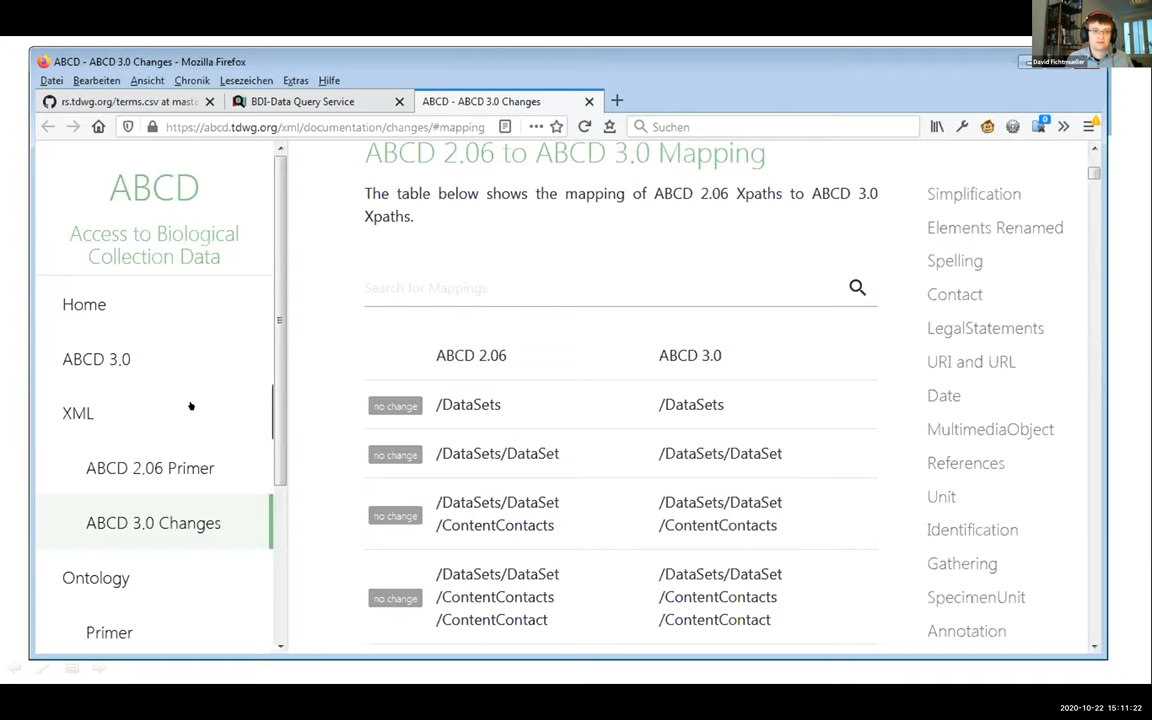 David Fichtmueller
ABCD - ABCD 3.0 Changes - Mozilla Firefox
Datei Bearbeiten Ansicht Chronik Lesezeichen Extras Hilfe
rs.tdwg.org/terms.csv at maste
BDI-Data Query Service
ABCD - ABCD 3.0 Changes
https://abcd.tdwg.org/xml/documentation/changes/#mapping
Suchen
0
ABCD
Access to Biological
Collection Data
Home
ABCD 3.0
XML
ABCD 2.06 Primer
ABCD 3.0 Changes
Ontology
Primer
ABCD 2.06 to ABCD 3.0 Mapping
The table below shows the mapping of ABCD 2.06 Xpaths to ABCD 3.0
Xpaths.
Search for Mappings
ABCD 2.06 ABCD 3.0
no change /DataSets /DataSets
no change /DataSets/DataSet /DataSets/DataSet
/DataSets/DataSet /DataSets/DataSet
no change /ContentContacts /ContentContacts
/DataSets/DataSet /DataSets/DataSet
no change /ContentContacts /ContentContacts
/ContentContact /ContentContact
Simplification
Elements Renamed
Spelling
Contact
LegalStatements
URI and URL
Date
MultimediaObject
References
Unit
Identification
Gathering
SpecimenUnit
Annotation
2020-10-22 15:11:22